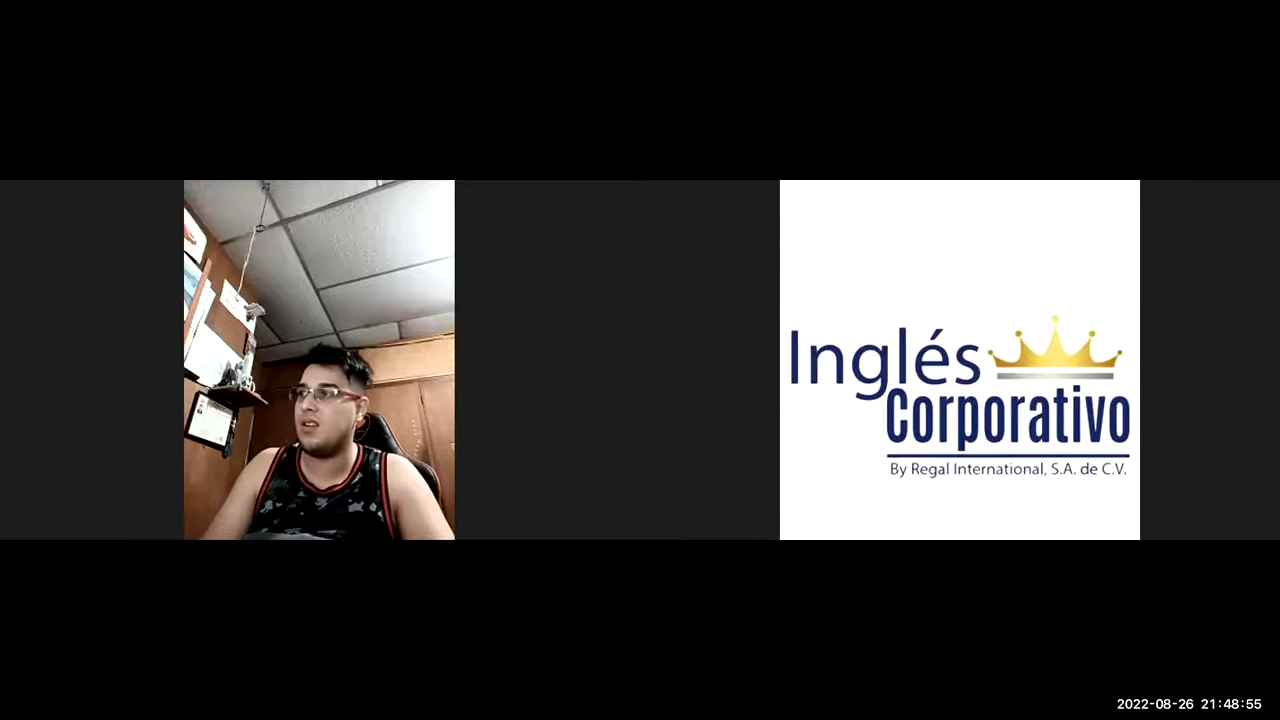 Inglés
Corporativo
By Regal International, S.A. de C.V.
2022-08-26 21:48:55